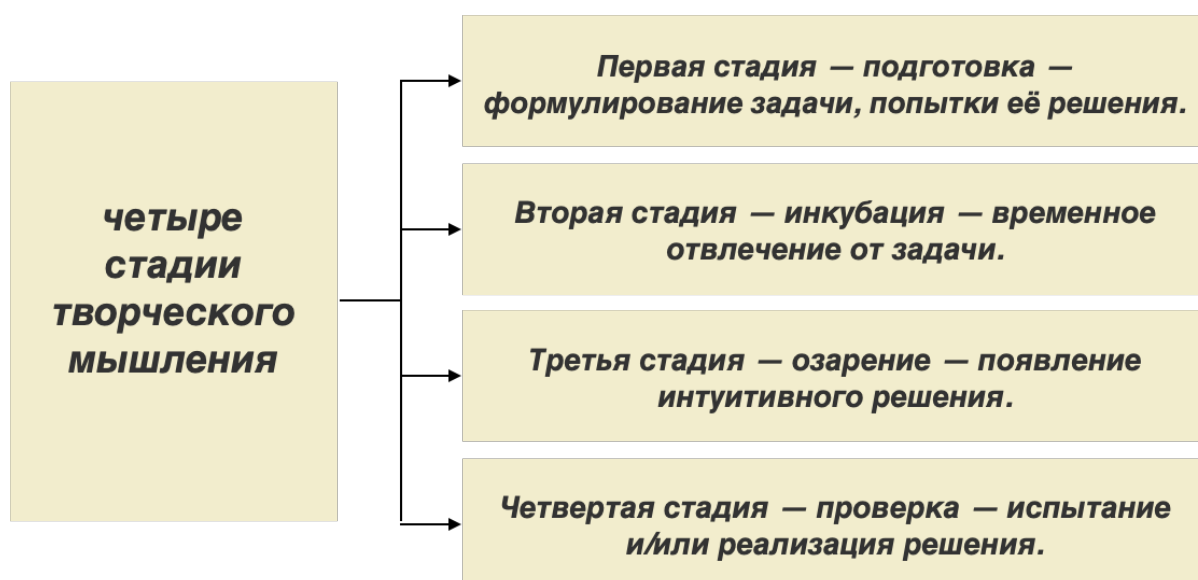 четыре
стадии
творческого
мышления
Первая стадия — подготовка —
формулирование задачи, попытки её решения.
Вторая стадия — инкубация — временное
отвлечение от задачи.
Третья стадия — озарение — появление
интуитивного решения.
Четвертая стадия — проверка — испытание
и/или реализация решения.